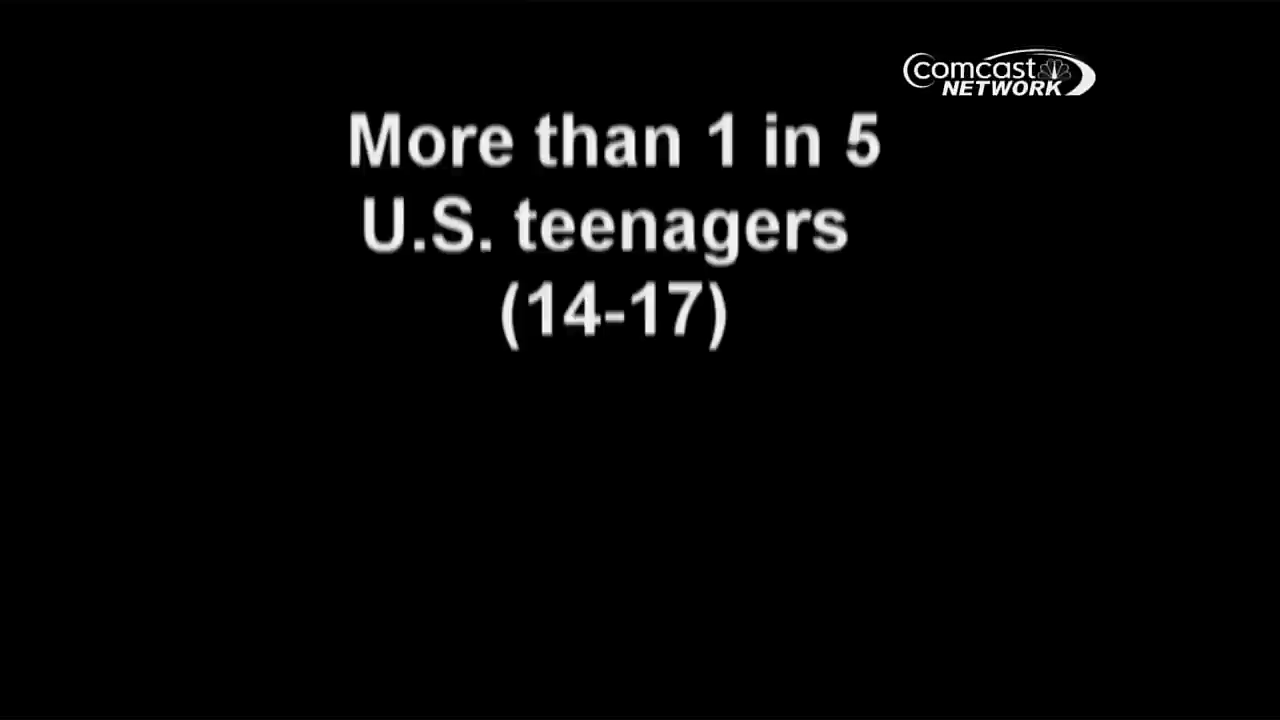 comcast
NETWORK
More than 1 in 5
U.S. teenagers
(14-17)